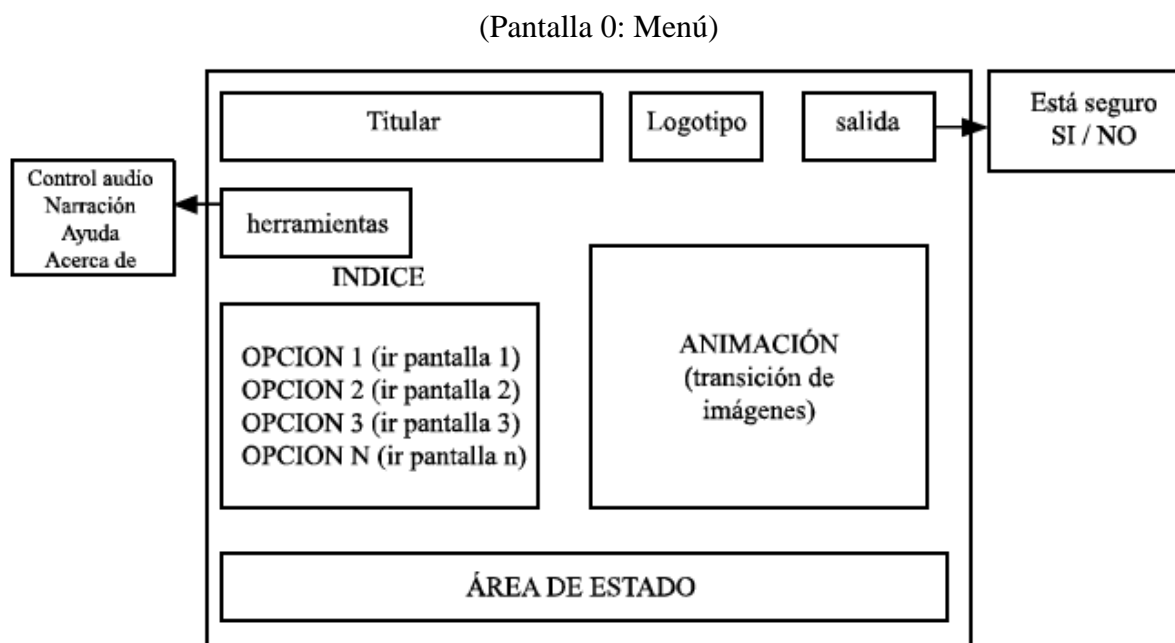 (Pantalla 0: Menú)
Titular
Logotipo
salida
Está seguro
SI / NO
Control audio
Narración
Ayuda
Acerca de
herramientas
INDICE
OPCION 1 (ir pantalla 1)
OPCION 2 (ir pantalla 2)
OPCION 3 (ir pantalla 3)
OPCION N (ir pantalla n)
ANIMACIÓN
(transición de
imágenes)
ÁREA DE ESTADO